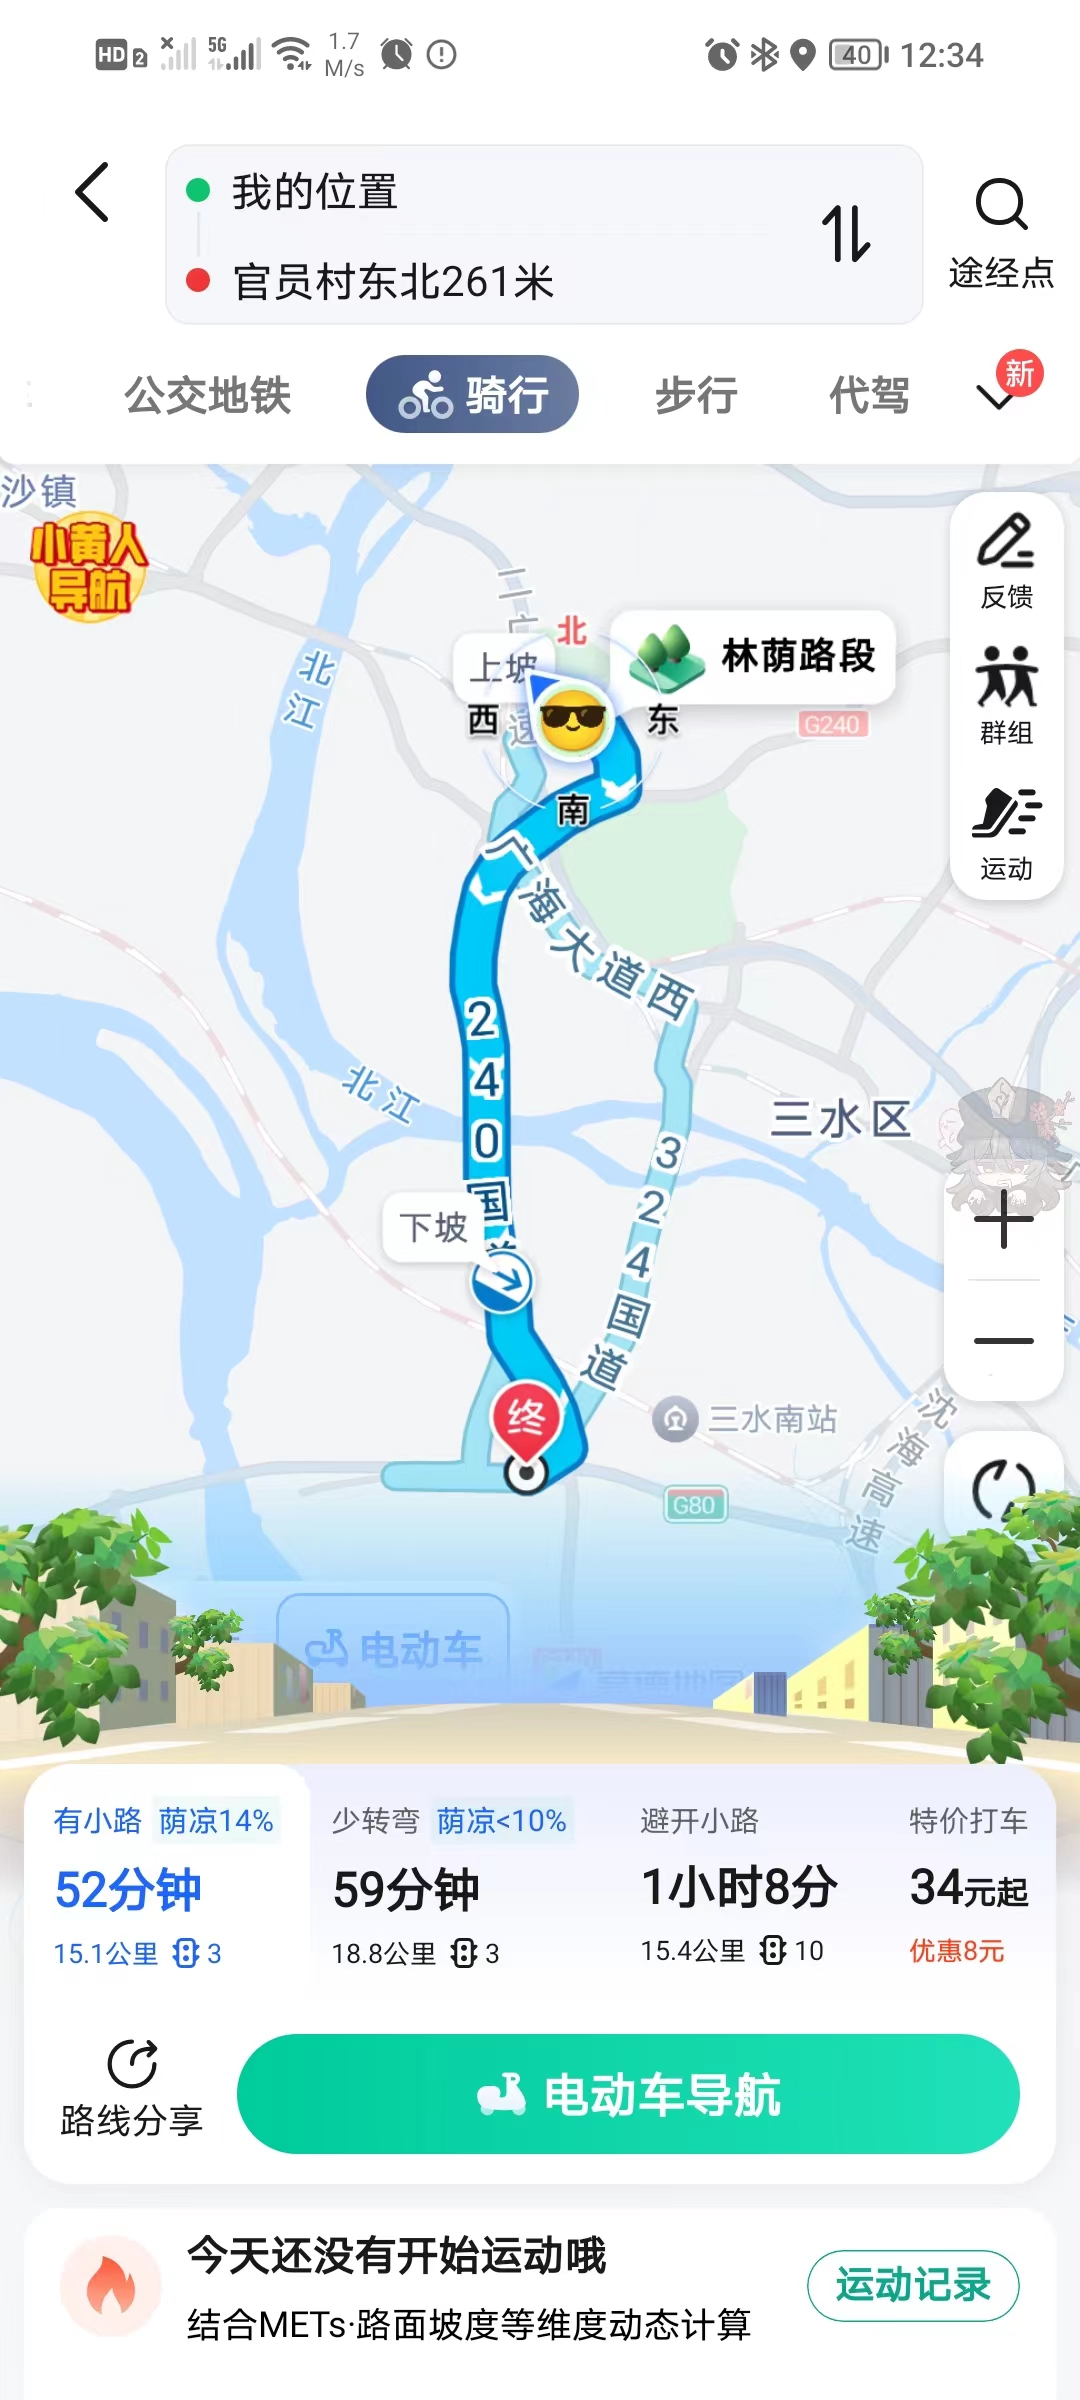 HD 2 5G 1.7 M/s 40 12:34
我的位置
官员村东北261米
途经点
公交地铁 骑行 步行 代驾 新
沙镇
小黄人
导航
反馈
群组
运动
二广
速
北
上坡
林荫路段
西
东
南
G240
北江
广海大道西
240国
北江
三水区
324国道
下坡
终
三水南站
沈海高速
G80
电动车
有小路 荫凉14%
52分钟
15.1公里 3
少转弯 荫凉<10%
59分钟
18.8公里 3
避开小路
1小时8分
15.4公里 10
特价打车
34元起
优惠8元
路线分享
电动车导航
今天还没有开始运动哦
结合METs·路面坡度等维度动态计算
运动记录